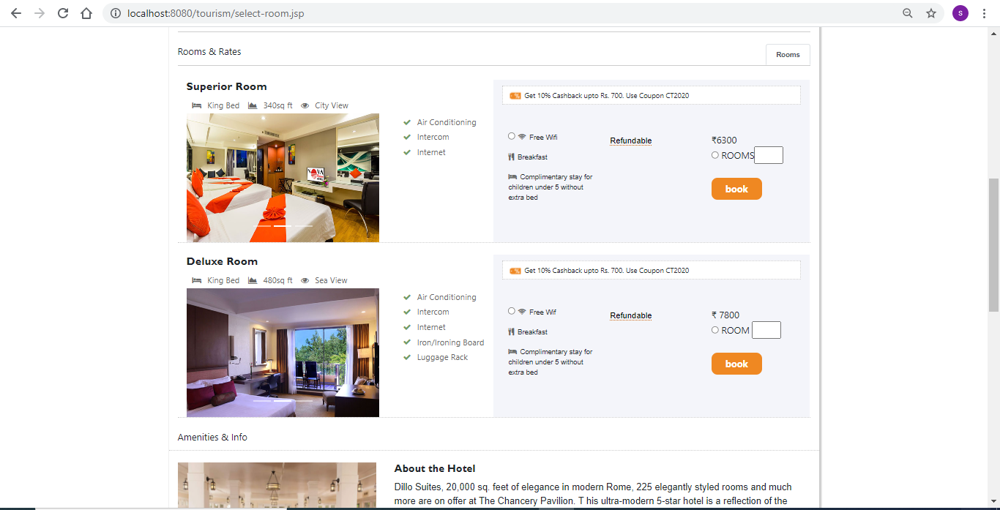 localhost:8080/tourism/select-room.jsp
s
Rooms & Rates
Rooms
Superior Room
King Bed 340sq ft City View
NOVA
Air Conditioning
Intercom
Internet
% Get 10% Cashback upto Rs. 700. Use Coupon CT2020
Free Wifi
Breakfast
Complimentary stay for
children under 5 without
extra bed
Refundable
₹6300
ROOMS
book
Deluxe Room
King Bed 480sq ft Sea View
Air Conditioning
Intercom
Internet
Iron/Ironing Board
Luggage Rack
% Get 10% Cashback upto Rs. 700. Use Coupon CT2020
Free Wif
Breakfast
Complimentary stay for
children under 5 without
extra bed
Refundable
₹ 7800
ROOM
book
Amenities & Info
About the Hotel
Dillo Suites, 20,000 sq. feet of elegance in modern Rome, 225 elegantly styled rooms and much
more are on offer at The Chancery Pavilion. T his ultra-modern 5-star hotel is a reflection of the